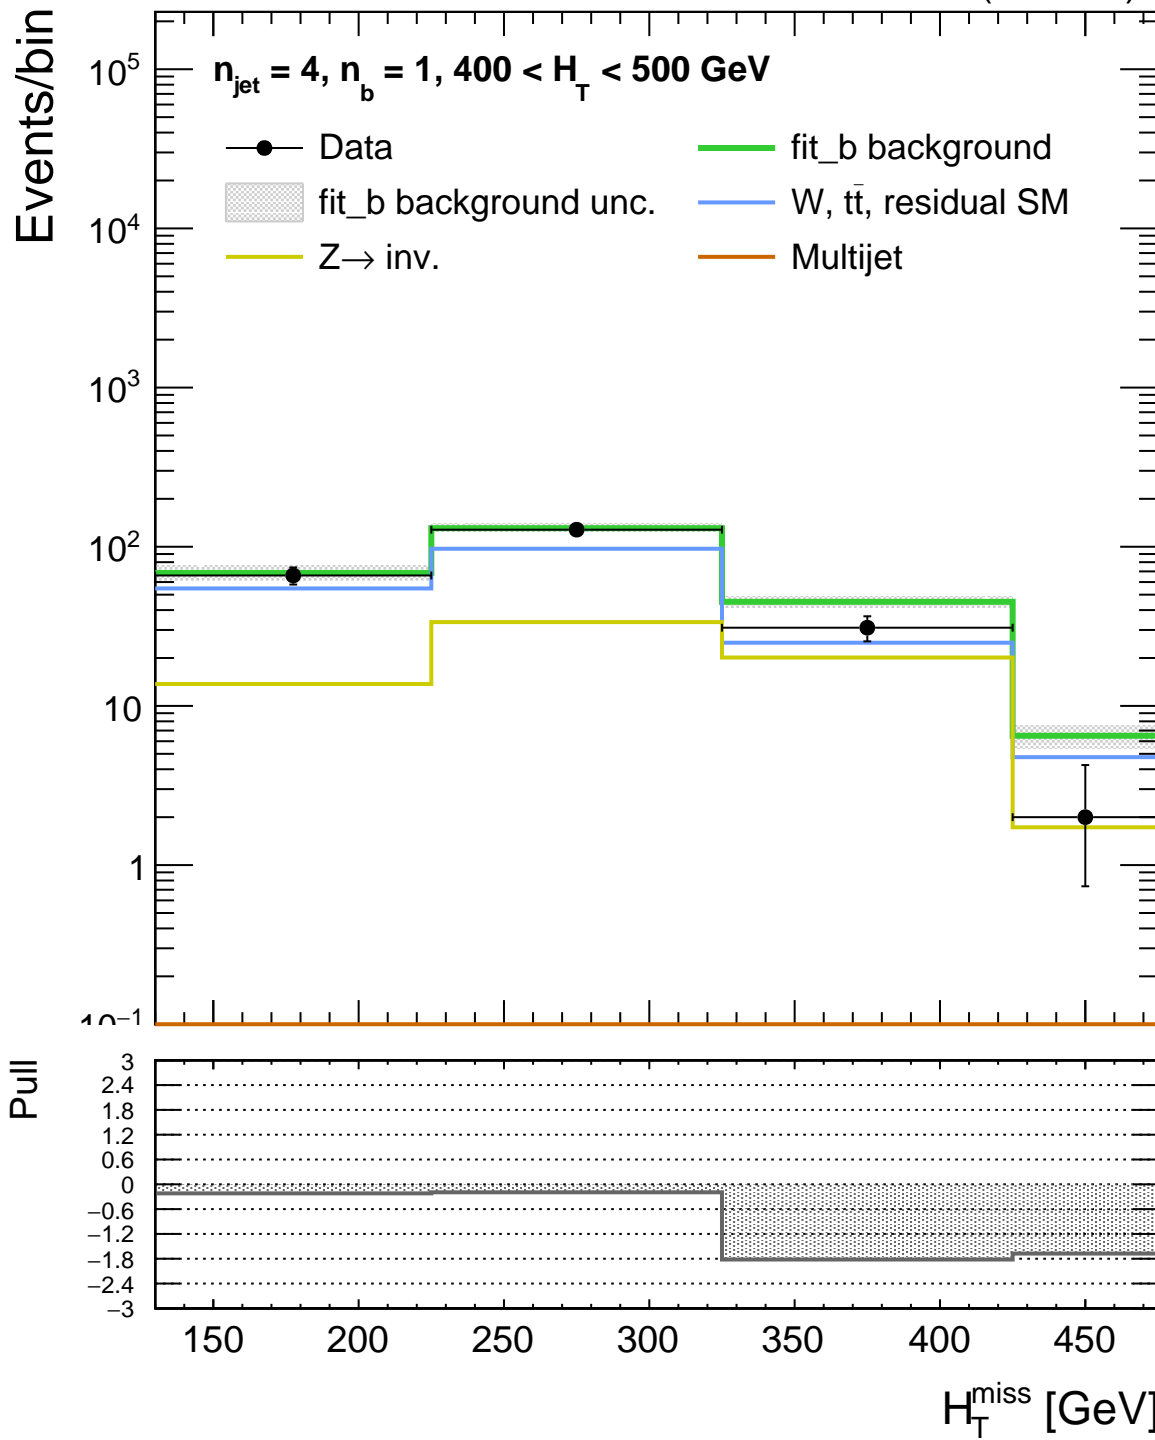 Events/bin
n_jet = 4, n_b = 1, 400 < H_T < 500 GeV
Data
fit_b background
fit_b background unc.
W, tt̄, residual SM
Z→ inv.
Multijet
10^5
10^4
10^3
10^2
10
1
10^−1
Pull
3
2.4
1.8
1.2
0.6
0
−0.6
−1.2
−1.8
−2.4
−3
150 200 250 300 350 400 450
H_T^miss [GeV]